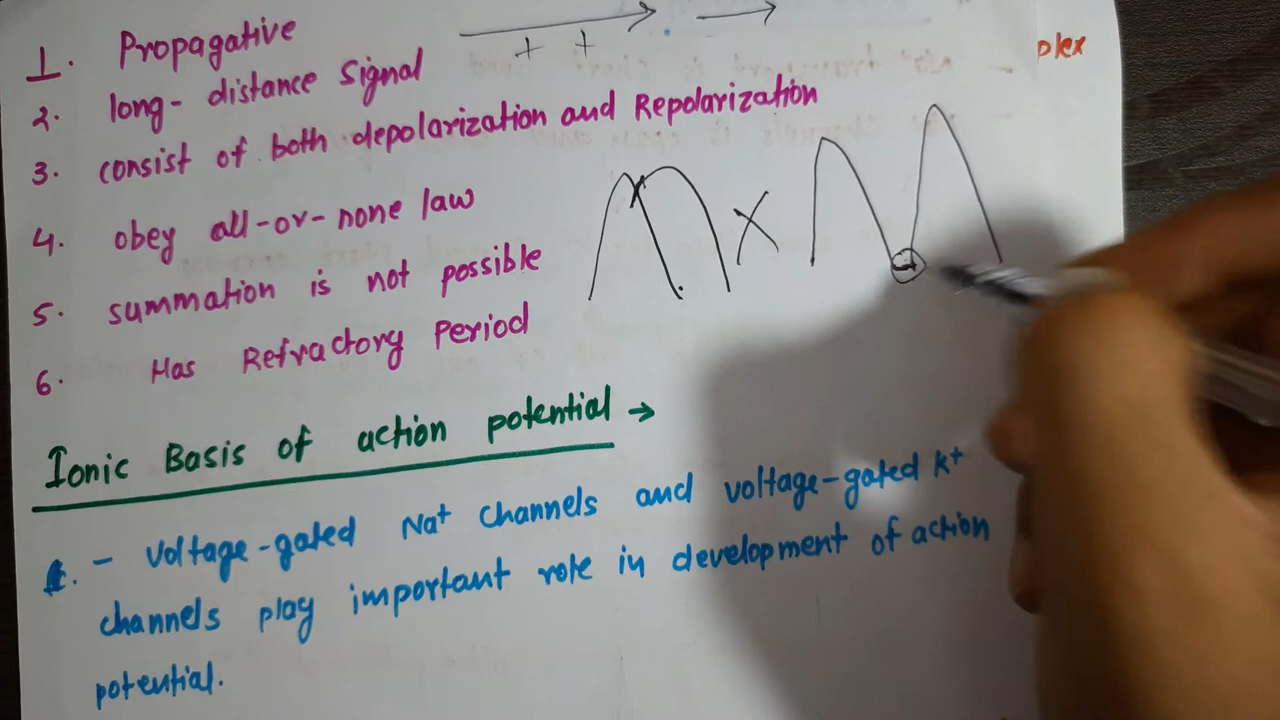 1. Propagative
2. long-distance Signal
3. consist of both depolarization and Repolarization
4. obey all-or-none law
5. summation is not possible
6. Has Refractory Period
Plex
Ionic Basis of action potential →
- Voltage-gated Na+ channels and voltage-gated K+
channels play important role in development of action
potential.